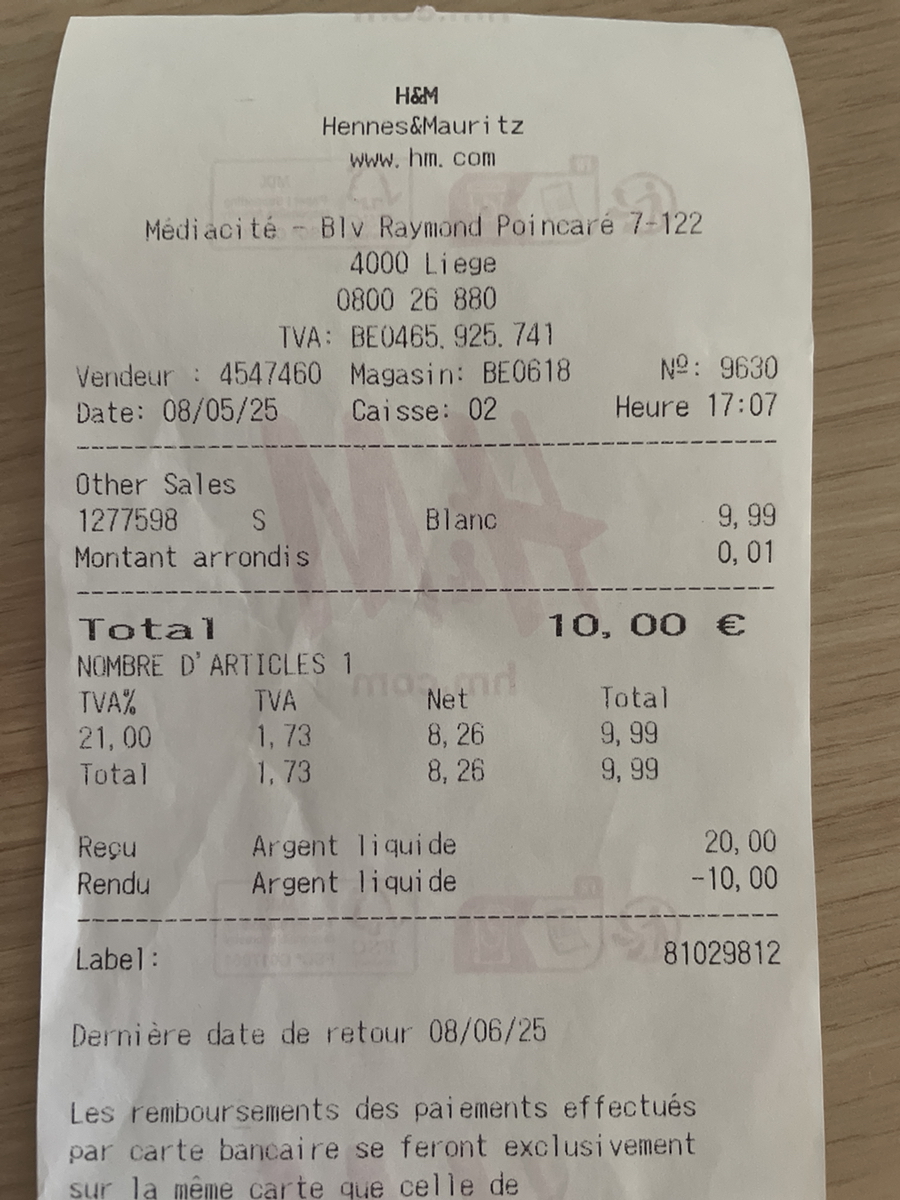 H&M
Hennes&Mauritz
www.hm.com
Médiacité - Blv Raymond Poincaré 7-122
4000 Liege
0800 26 880
TVA: BE0465.925.741
Vendeur : 4547460 Magasin: BE0618 Nº: 9630
Date: 08/05/25 Caisse: 02 Heure 17:07
Other Sales
1277598 S Blanc 9,99
Montant arrondis 0,01
Total 10,00 €
NOMBRE D'ARTICLES 1
TVA% TVA Net Total
21,00 1,73 8,26 9,99
Total 1,73 8,26 9,99
Reçu Argent liquide 20,00
Rendu Argent liquide -10,00
Label: 81029812
Dernière date de retour 08/06/25
Les remboursements des paiements effectués
par carte bancaire se feront exclusivement
sur la même carte que celle de